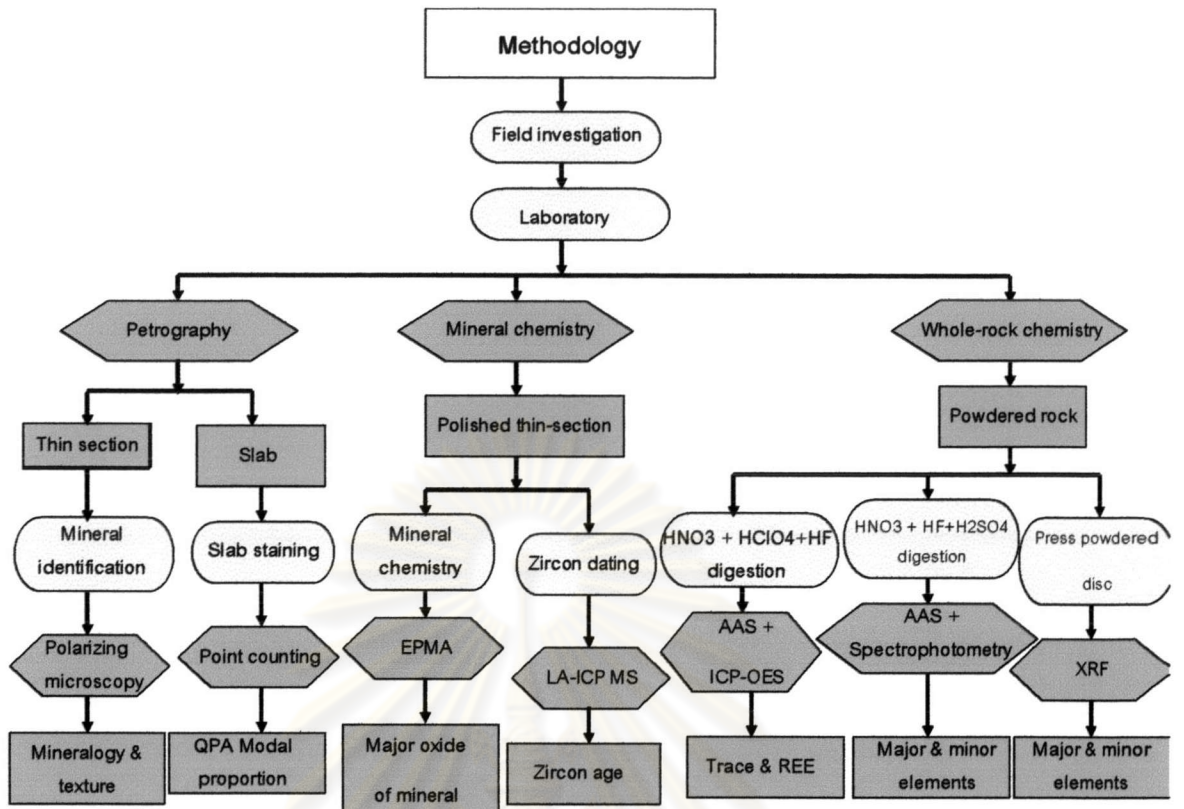 Methodology
Field investigation
Laboratory
Petrography
Mineral chemistry
Whole-rock chemistry
Thin section
Slab
Polished thin-section
Powdered rock
Mineral
identification
Slab staining
Mineral
chemistry
Zircon dating
HNO3 + HClO4+HF
digestion
HNO3 + HF+H2SO4
digestion
Press powdered
disc
Polarizing
microscopy
Point counting
EPMA
LA-ICP MS
AAS +
ICP-OES
AAS +
Spectrophotometry
XRF
Mineralogy &
texture
QPA Modal
proportion
Major oxide
of mineral
Zircon age
Trace & REE
Major & minor
elements
Major & minor
elements